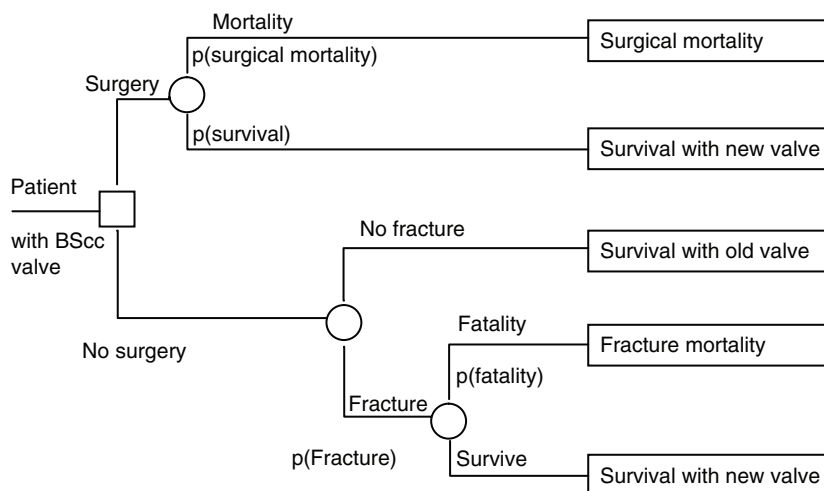 Mortality
Surgical mortality
p(surgical mortality)
Surgery
p(survival)
Survival with new valve
Patient
with BScc
valve
No fracture
Survival with old valve
No surgery
Fatality
Fracture mortality
p(fatality)
Fracture
p(Fracture)
Survive
Survival with new valve